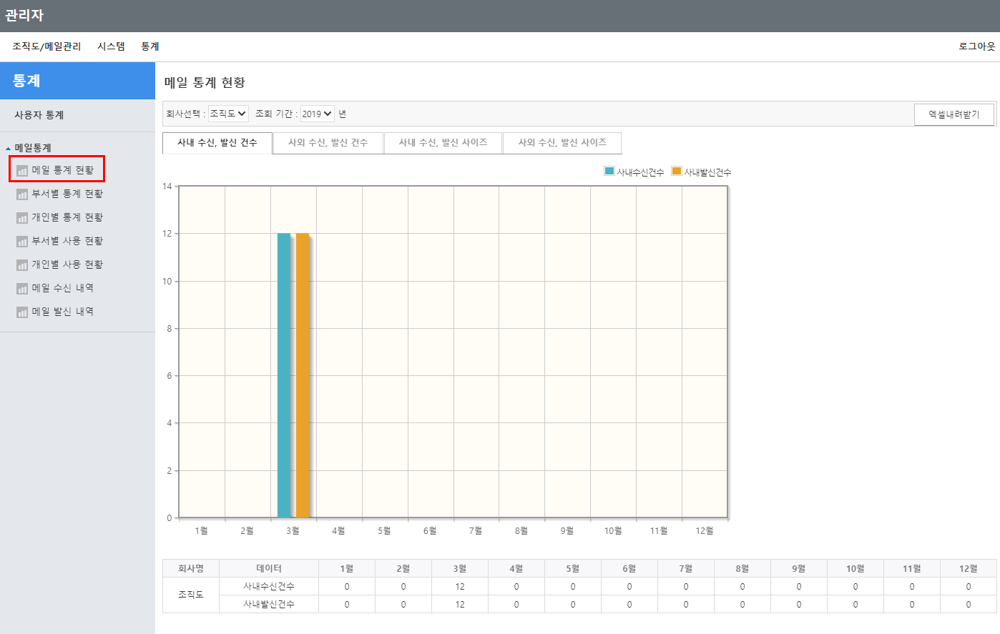 관리자
조직도/메일관리 시스템 통계 로그아웃
통계
사용자 통계
메일통계
메일 통계 현황
부서별 통계 현황
개인별 통계 현황
부서별 사용 현황
개인별 사용 현황
메일 수신 내역
메일 발신 내역
메일 통계 현황
회사선택 : 조직도 조회 기간 : 2019 년 엑셀내려받기
사내 수신, 발신 건수 사외 수신, 발신 건수 사내 수신, 발신 사이즈 사외 수신, 발신 사이즈
사내수신건수 사내발신건수
14
12
10
8
6
4
2
0
1월 2월 3월 4월 5월 6월 7월 8월 9월 10월 11월 12월
회사명 데이터 1월 2월 3월 4월 5월 6월 7월 8월 9월 10월 11월 12월
조직도 사내수신건수 0 0 12 0 0 0 0 0 0 0 0 0
사내발신건수 0 0 12 0 0 0 0 0 0 0 0 0